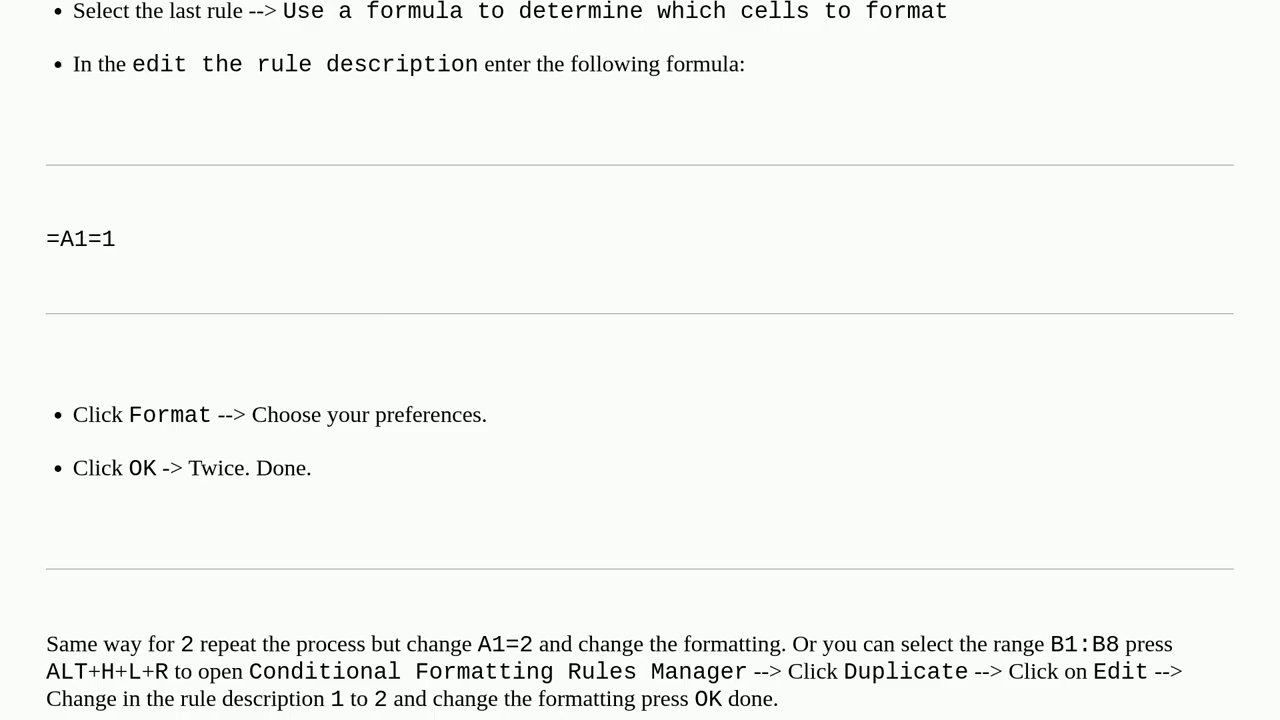 • Select the last rule --> Use a formula to determine which cells to format
• In the edit the rule description enter the following formula:
=A1=1
• Click Format --> Choose your preferences.
• Click OK -> Twice. Done.
Same way for 2 repeat the process but change A1=2 and change the formatting. Or you can select the range B1:B8 press
ALT+H+L+R to open Conditional Formatting Rules Manager --> Click Duplicate --> Click on Edit -->
Change in the rule description 1 to 2 and change the formatting press OK done.